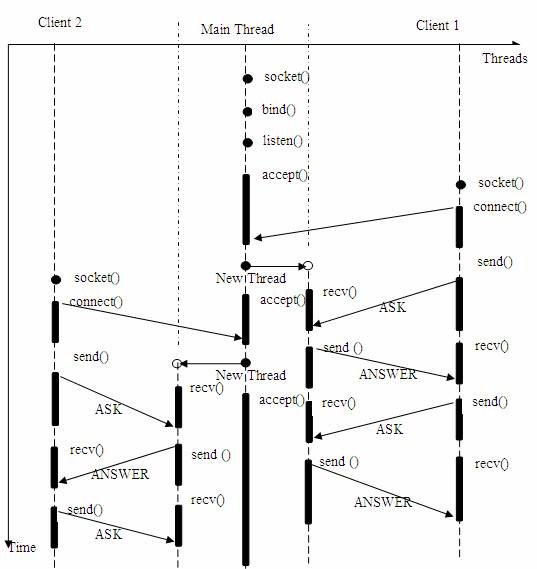 Client 2
Main Thread
Client 1
Threads
socket()
bind()
listen()
accept()
socket()
connect()
send()
New Thread
socket()
connect()
accept()
recv()
ASK
send()
New Thread
send ()
recv()
ANSWER
recv()
accept()
recv()
send()
ASK
ASK
recv()
send ()
send ()
recv()
ANSWER
recv()
ANSWER
send()
ASK
Time